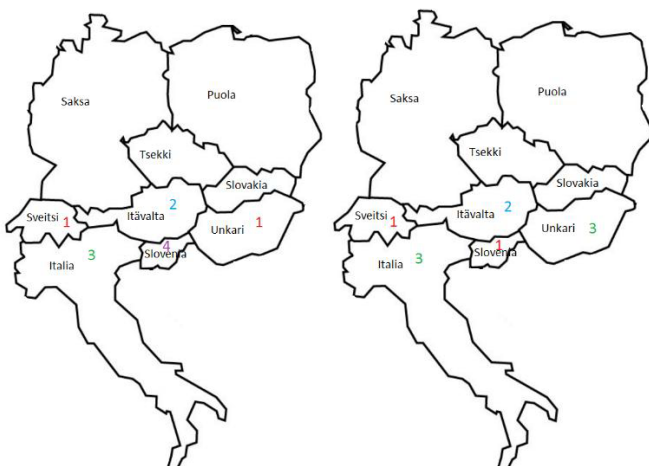 Saksa
Puola
Tsekki
Slovakia
Sveitsi 1
Itävalta 2
Unkari 1
Italia 3
Slovenia 4
Saksa
Puola
Tsekki
Slovakia
Sveitsi 1
Itävalta 2
Unkari 3
Italia 3
Slovenia 1